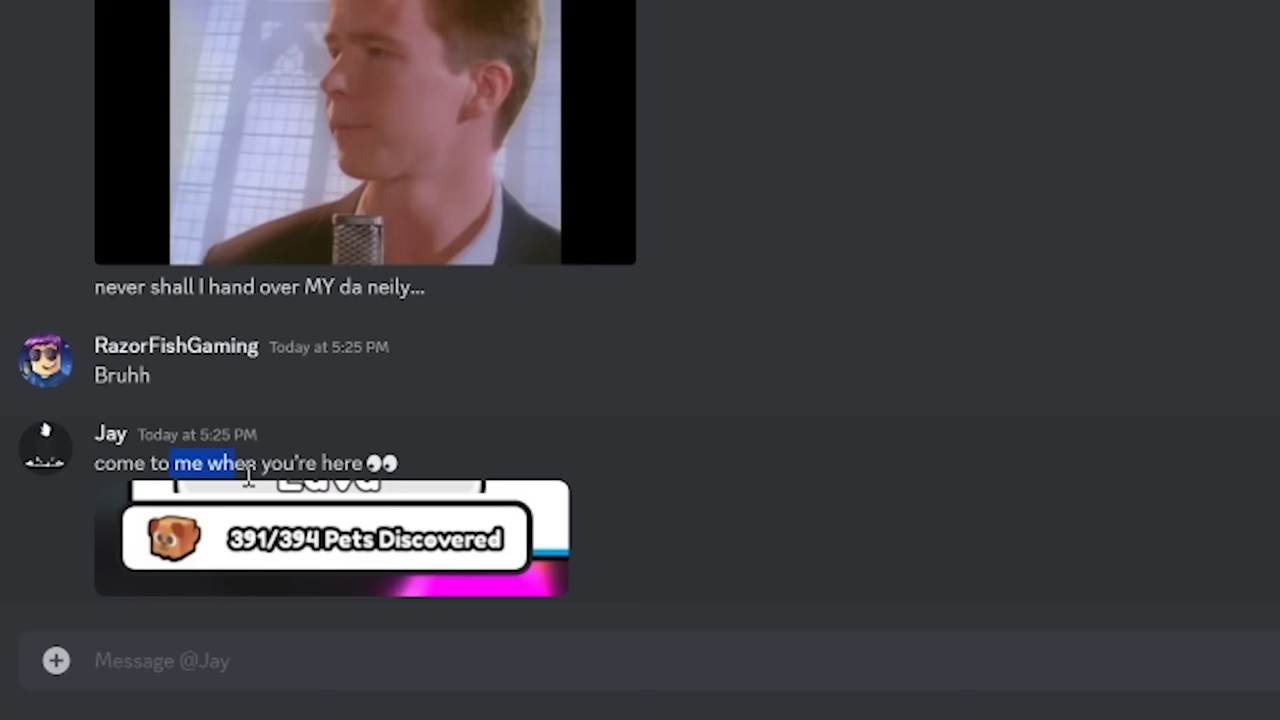 never shall I hand over MY da neily...
RazorFishGaming Today at 5:25 PM
Bruhh
Jay Today at 5:25 PM
come to me when you're here 👀
Lava
391/394 Pets Discovered
Message @Jay